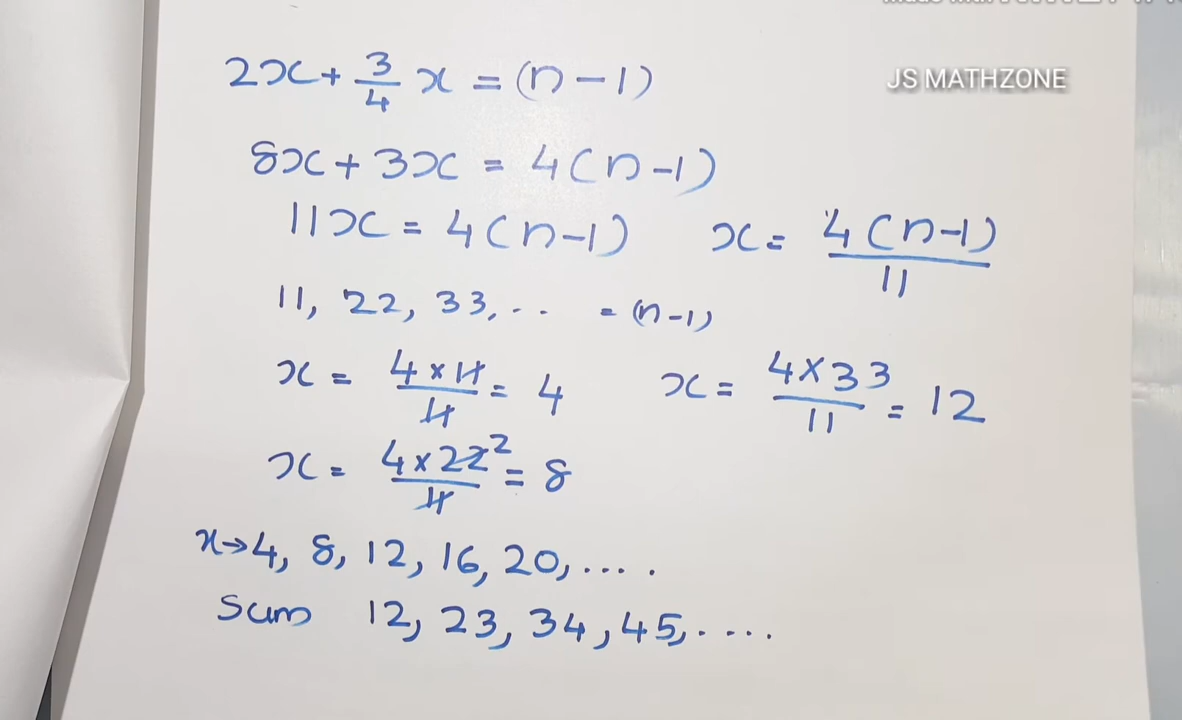 JS MATHZONE
2x + 3/4 x = (n - 1)
8x + 3x = 4(n-1)
11x = 4(n-1) x = 4(n-1)/11
11, 22, 33, .. = (n-1)
x = 4 × 11/11 = 4 x = 4×33/11 = 12
x = 4 × 22²/11 = 8
x→4, 8, 12, 16, 20, .... .
Sum 12, 23, 34, 45, ....